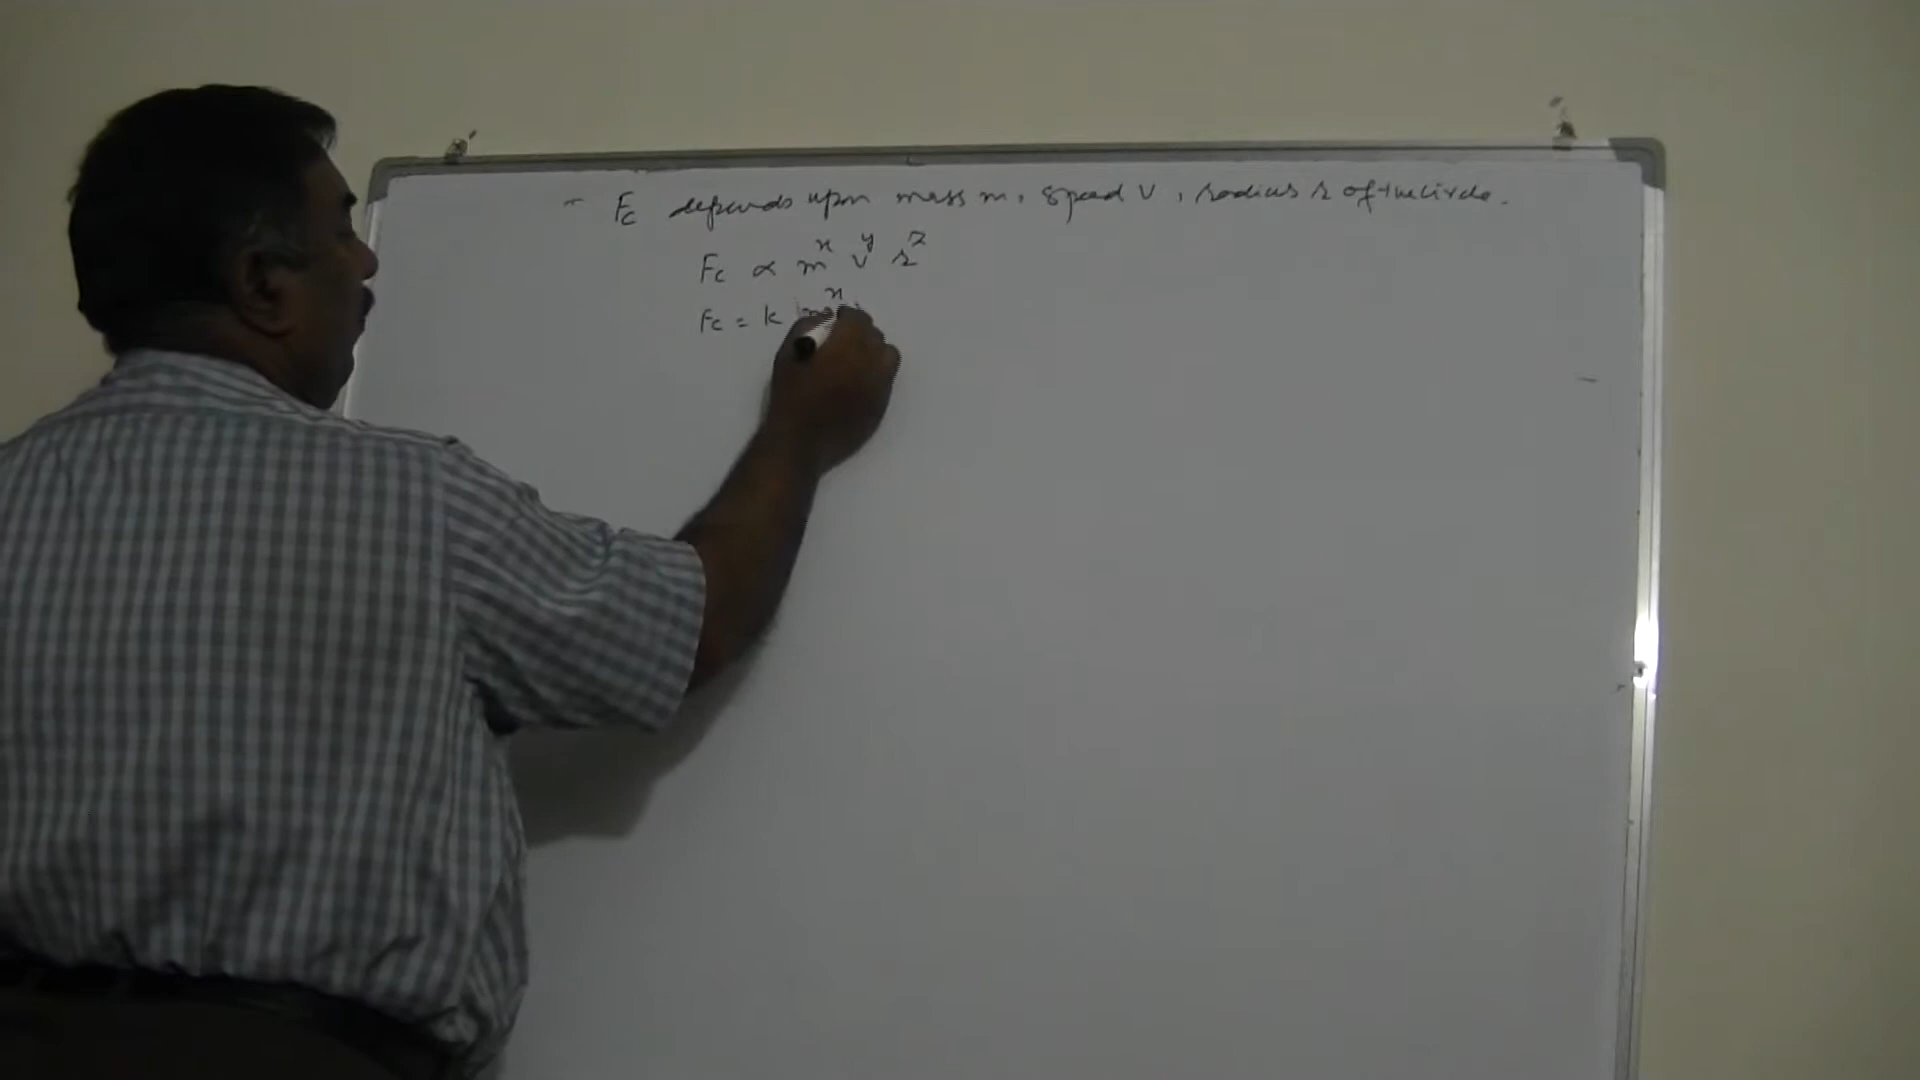 - Fc depends upon mass m, speed v, radius r of the circle.
Fc ∝ m^x v^y r^z
Fc = k m^x